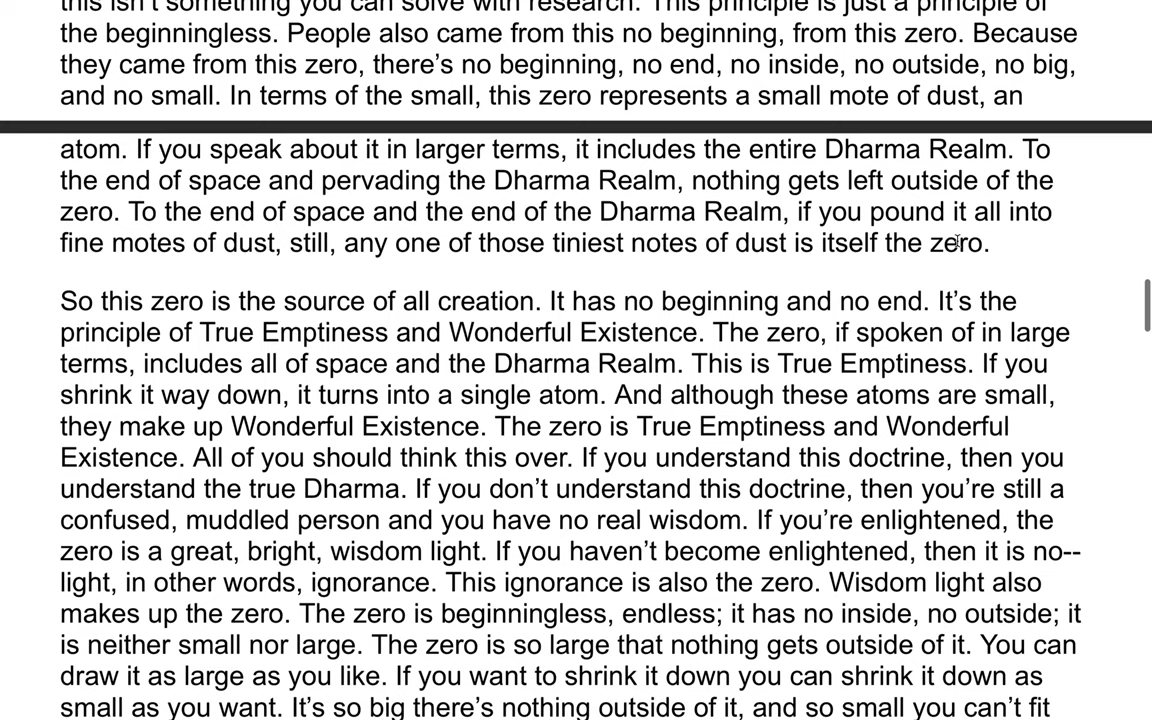 this isn't something you can solve with research. This principle is just a principle of
the beginningless. People also came from this no beginning, from this zero. Because
they came from this zero, there's no beginning, no end, no inside, no outside, no big,
and no small. In terms of the small, this zero represents a small mote of dust, an
atom. If you speak about it in larger terms, it includes the entire Dharma Realm. To
the end of space and pervading the Dharma Realm, nothing gets left outside of the
zero. To the end of space and the end of the Dharma Realm, if you pound it all into
fine motes of dust, still, any one of those tiniest notes of dust is itself the zero.
So this zero is the source of all creation. It has no beginning and no end. It's the
principle of True Emptiness and Wonderful Existence. The zero, if spoken of in large
terms, includes all of space and the Dharma Realm. This is True Emptiness. If you
shrink it way down, it turns into a single atom. And although these atoms are small,
they make up Wonderful Existence. The zero is True Emptiness and Wonderful
Existence. All of you should think this over. If you understand this doctrine, then you
understand the true Dharma. If you don't understand this doctrine, then you're still a
confused, muddled person and you have no real wisdom. If you're enlightened, the
zero is a great, bright, wisdom light. If you haven't become enlightened, then it is no--
light, in other words, ignorance. This ignorance is also the zero. Wisdom light also
makes up the zero. The zero is beginningless, endless; it has no inside, no outside; it
is neither small nor large. The zero is so large that nothing gets outside of it. You can
draw it as large as you like. If you want to shrink it down you can shrink it down as
small as you want. It's so big there's nothing outside of it, and so small you can't fit